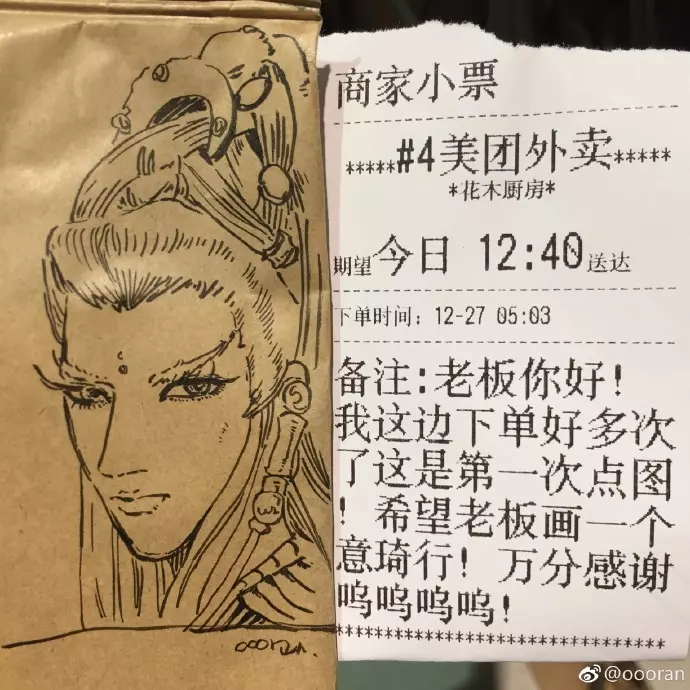 商家小票
*****#4美团外卖*****
*花木厨房*
期望今日 12:40送达
下单时间: 12-27 05:03
备注:老板你好!
我这边下单好多次
了这是第一次点图
! 希望老板画一个
意琦行! 万分感谢
呜呜呜呜!
******************************
oooran.
@oooran